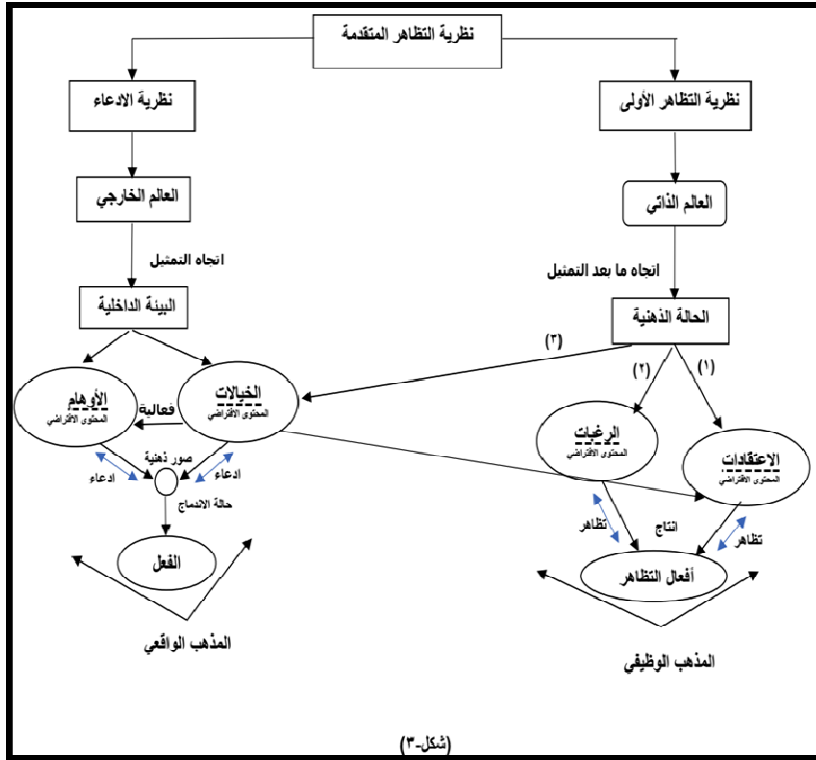 نظرية التظاهر المتقدمة
نظرية التظاهر الأولى
نظرية الادعاء
العالم الذاتي
العالم الخارجي
اتجاه ما بعد التمثيل
اتجاه التمثيل
الحالة الذهنية
البيئة الداخلية
(١)
(٢)
(٣)
الاعتقادات
المحتوى الافتراضي
الرغبات
المحتوى الافتراضي
الخيالات
المحتوى الافتراضي
فعالية
الأوهام
المحتوى الافتراضي
تظاهر
انتاج
تظاهر
صور ذهنية
ادعاء
ادعاء
حالة الاندماج
أفعال التظاهر
الفعل
المذهب الوظيفي
المذهب الواقعي
(شكل-٣)